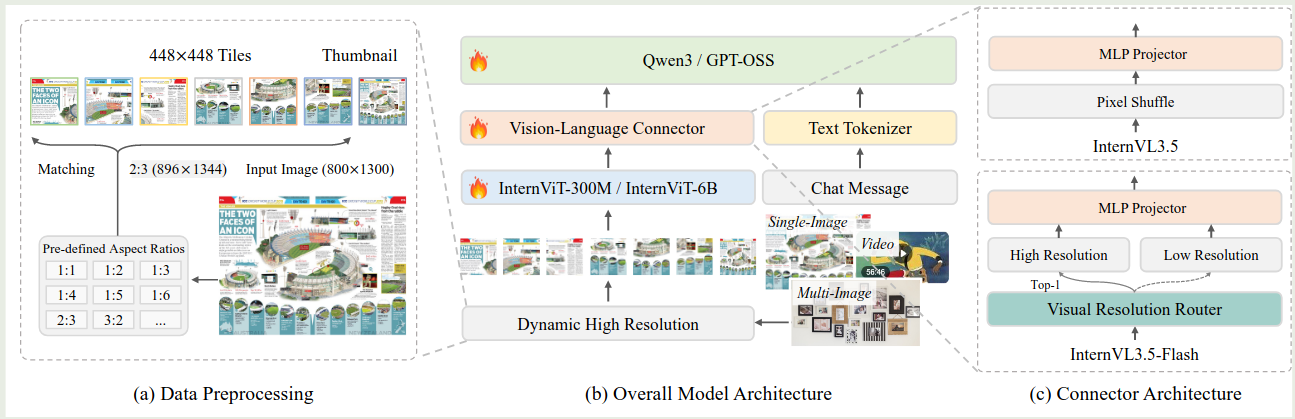 448×448 Tiles
Thumbnail
THE TWO
FACES OF
AN ICON
Matching
2:3 (896×1344)
Input Image (800×1300)
THE TWO
FACES OF
AN ICON
Pre-defined Aspect Ratios
1:1 1:2 1:3
1:4 1:5 1:6
2:3 3:2 ...
(a) Data Preprocessing
Qwen3 / GPT-OSS
Vision-Language Connector
Text Tokenizer
InternViT-300M / InternViT-6B
Chat Message
Single-Image
Video
56:46
Multi-Image
Dynamic High Resolution
(b) Overall Model Architecture
MLP Projector
Pixel Shuffle
InternVL3.5
MLP Projector
High Resolution
Low Resolution
Top-1
Visual Resolution Router
InternVL3.5-Flash
(c) Connector Architecture